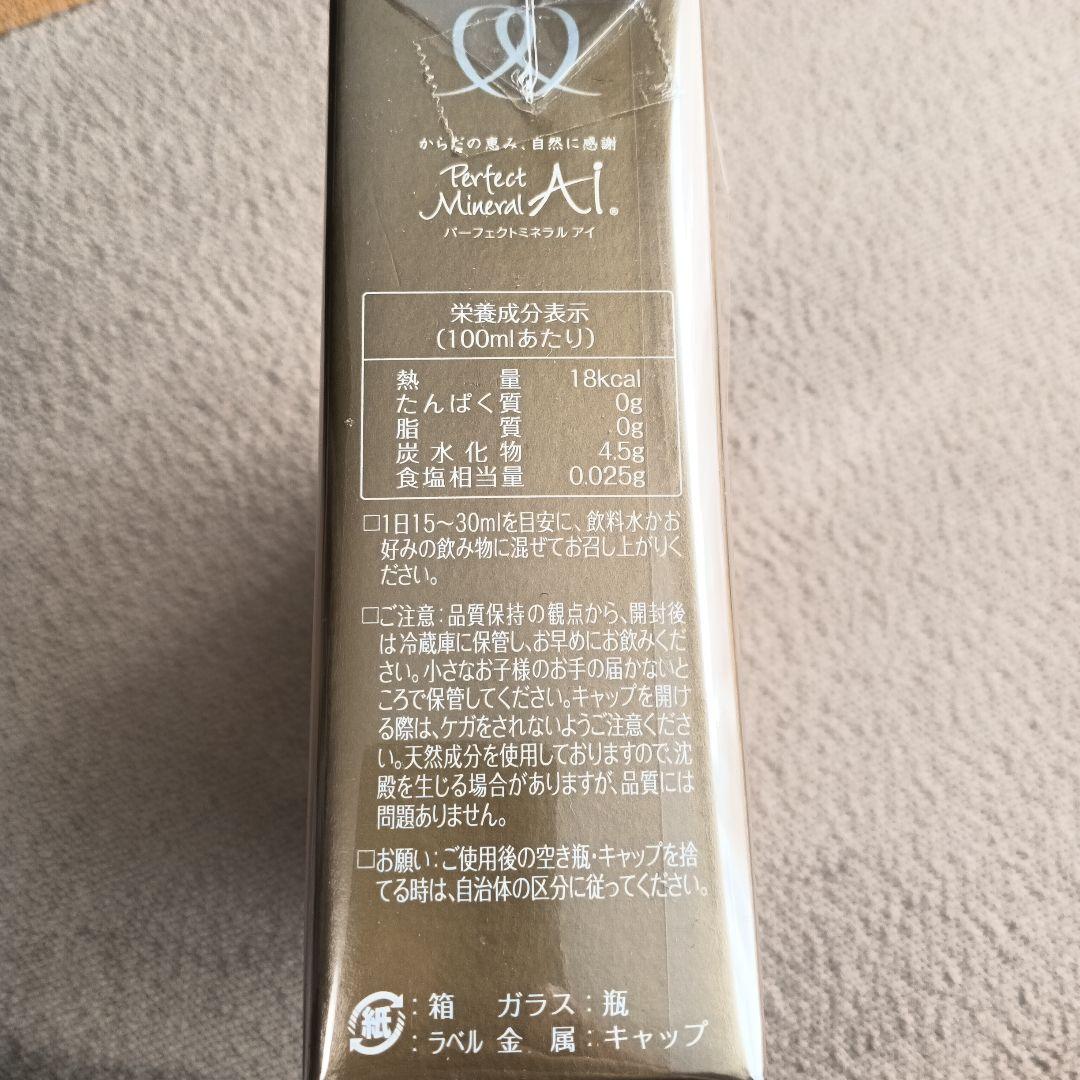 からだの恵み、自然に感謝
Perfect
Mineral Ai®
パーフェクトミネラル アイ
栄養成分表示
(100mlあたり)
熱量 18kcal
たんぱく質 0g
脂質 0g
炭水化物 4.5g
食塩相当量 0.025g
□1日15〜30mlを目安に、飲料水かお
好みの飲み物に混ぜてお召し上がりく
ださい。
□ご注意：品質保持の観点から、開封後
は冷蔵庫に保管し、お早めにお飲みくだ
さい。小さなお子様のお手の届かないと
ころで保管してください。キャップを開け
る際は、ケガをされないようご注意くださ
い。天然成分を使用しておりますので、沈
殿を生じる場合がありますが、品質には
問題ありません。
□お願い：ご使用後の空き瓶・キャップを捨
てる時は、自治体の区分に従ってください。
紙：箱 ガラス：瓶
：ラベル 金属：キャップ